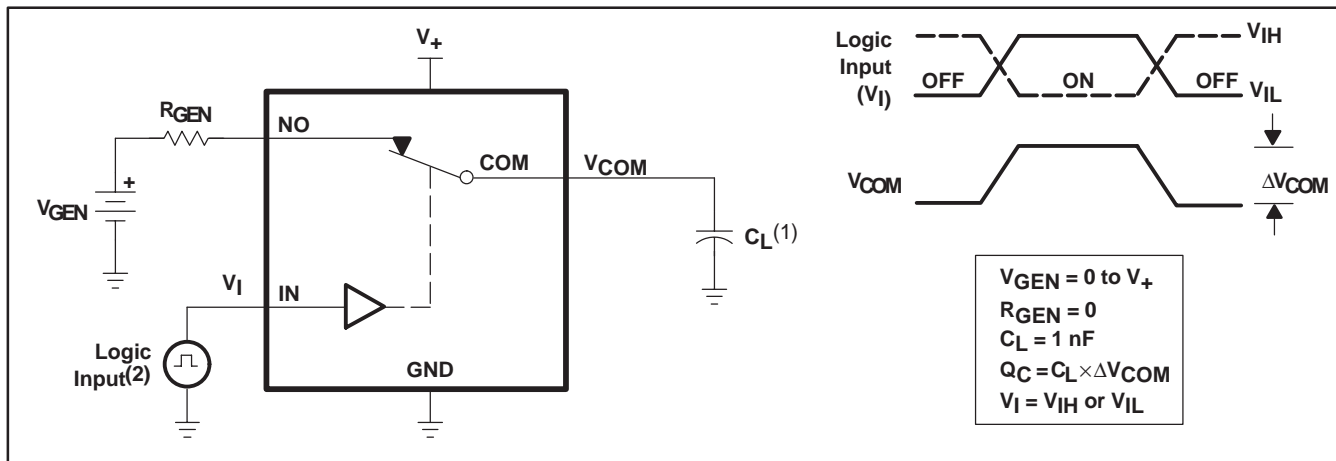 V+
RGEN
NO
COM
VCOM
+
VGEN
CL(1)
VI
IN
Logic
Input(2)
GND
Logic
Input
(VI)
OFF
ON
OFF
VIH
VIL
VCOM
ΔVCOM
VGEN = 0 to V+
RGEN = 0
CL = 1 nF
QC = CL × ΔVCOM
VI = VIH or VIL